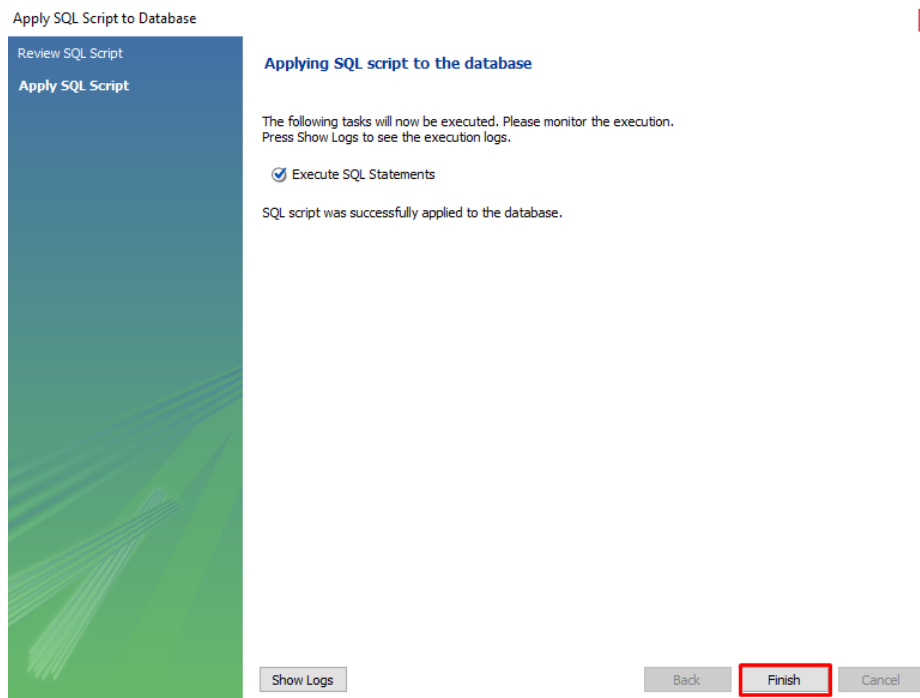 Apply SQL Script to Database
Review SQL Script
Apply SQL Script
Applying SQL script to the database
The following tasks will now be executed. Please monitor the execution.
Press Show Logs to see the execution logs.
Execute SQL Statements
SQL script was successfully applied to the database.
Show Logs
Back
Finish
Cancel